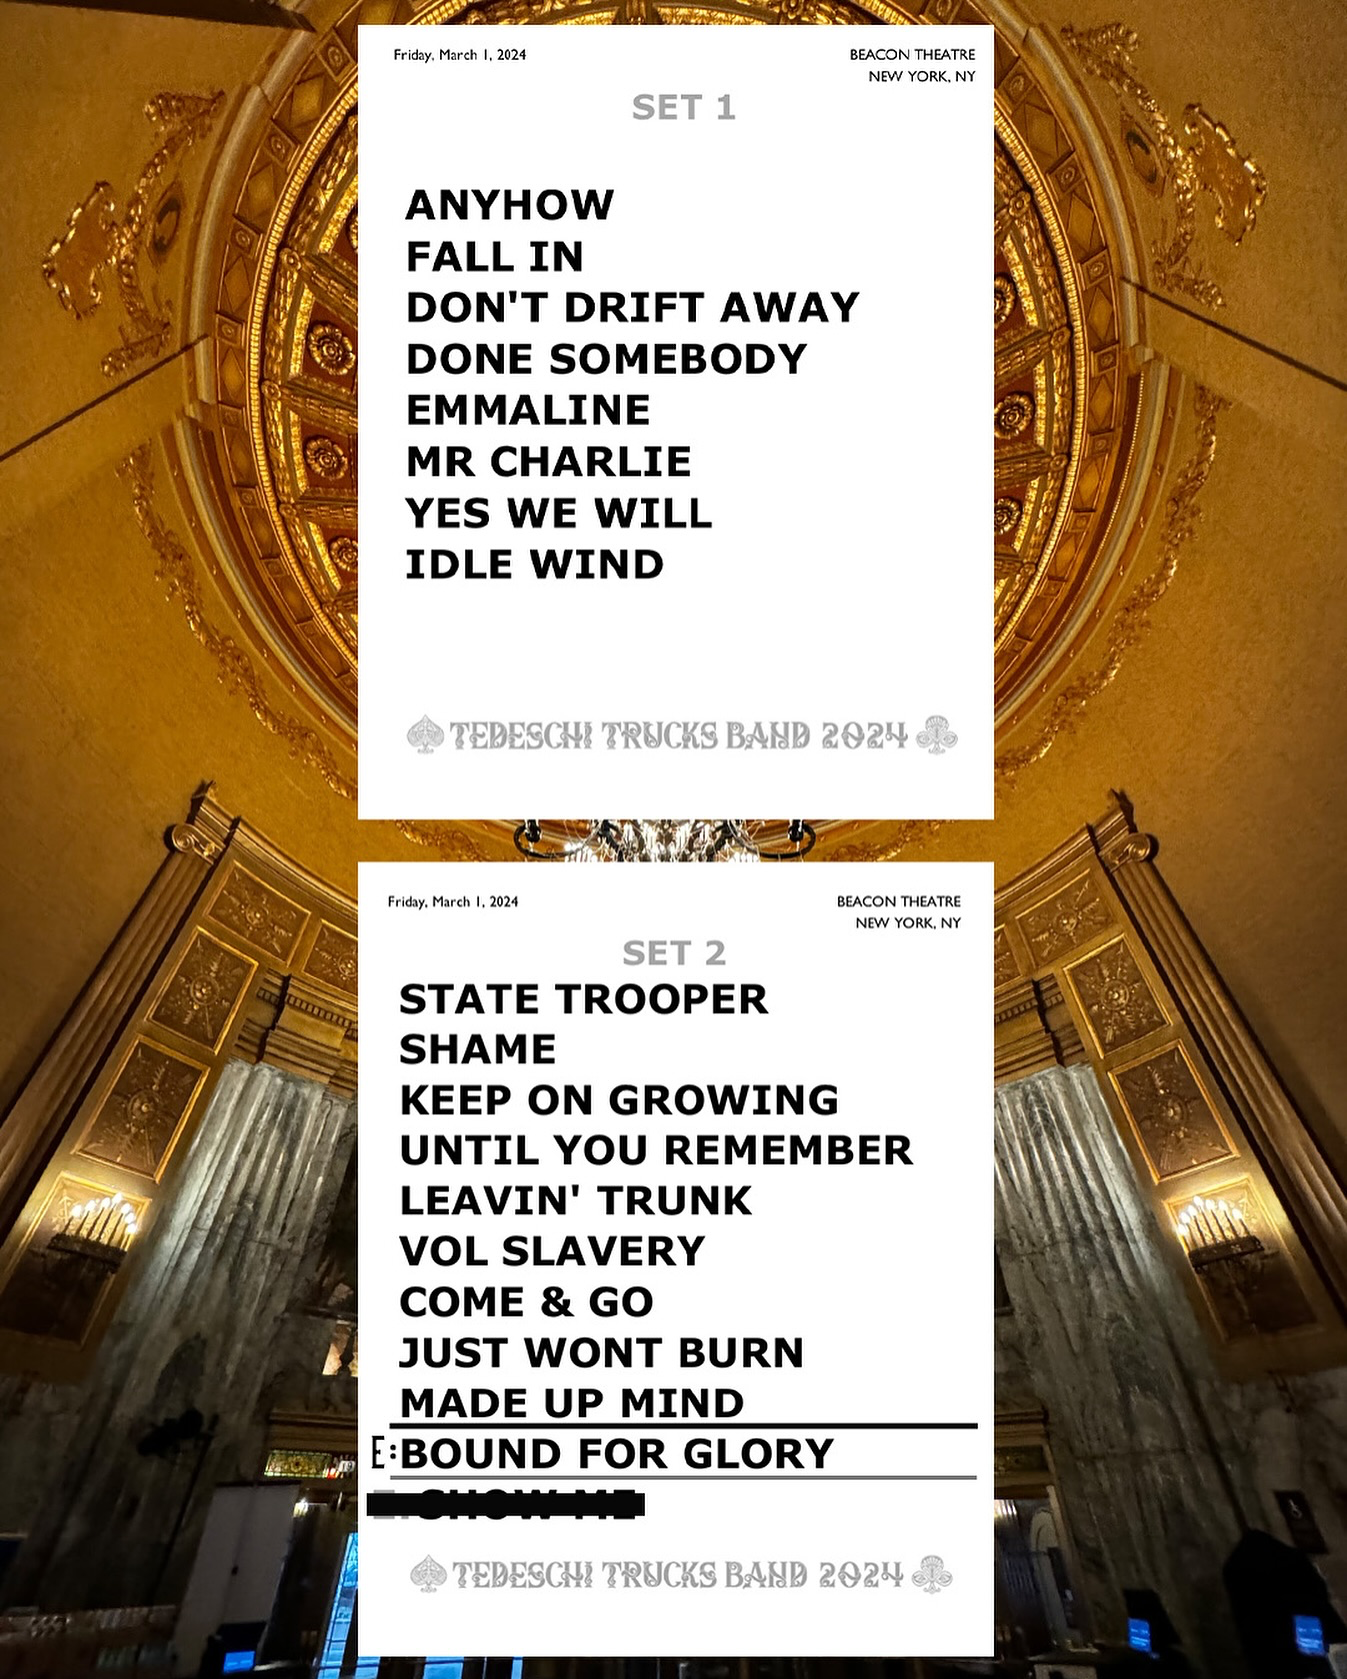 Friday, March 1, 2024
BEACON THEATRE
NEW YORK, NY
SET 1
ANYHOW
FALL IN
DON'T DRIFT AWAY
DONE SOMEBODY
EMMALINE
MR CHARLIE
YES WE WILL
IDLE WIND
TEDESCHI TRUCKS BAND 2024
Friday, March 1, 2024
BEACON THEATRE
NEW YORK, NY
SET 2
STATE TROOPER
SHAME
KEEP ON GROWING
UNTIL YOU REMEMBER
LEAVIN' TRUNK
VOL SLAVERY
COME & GO
JUST WONT BURN
MADE UP MIND
E:BOUND FOR GLORY
E: SHOW ME
TEDESCHI TRUCKS BAND 2024